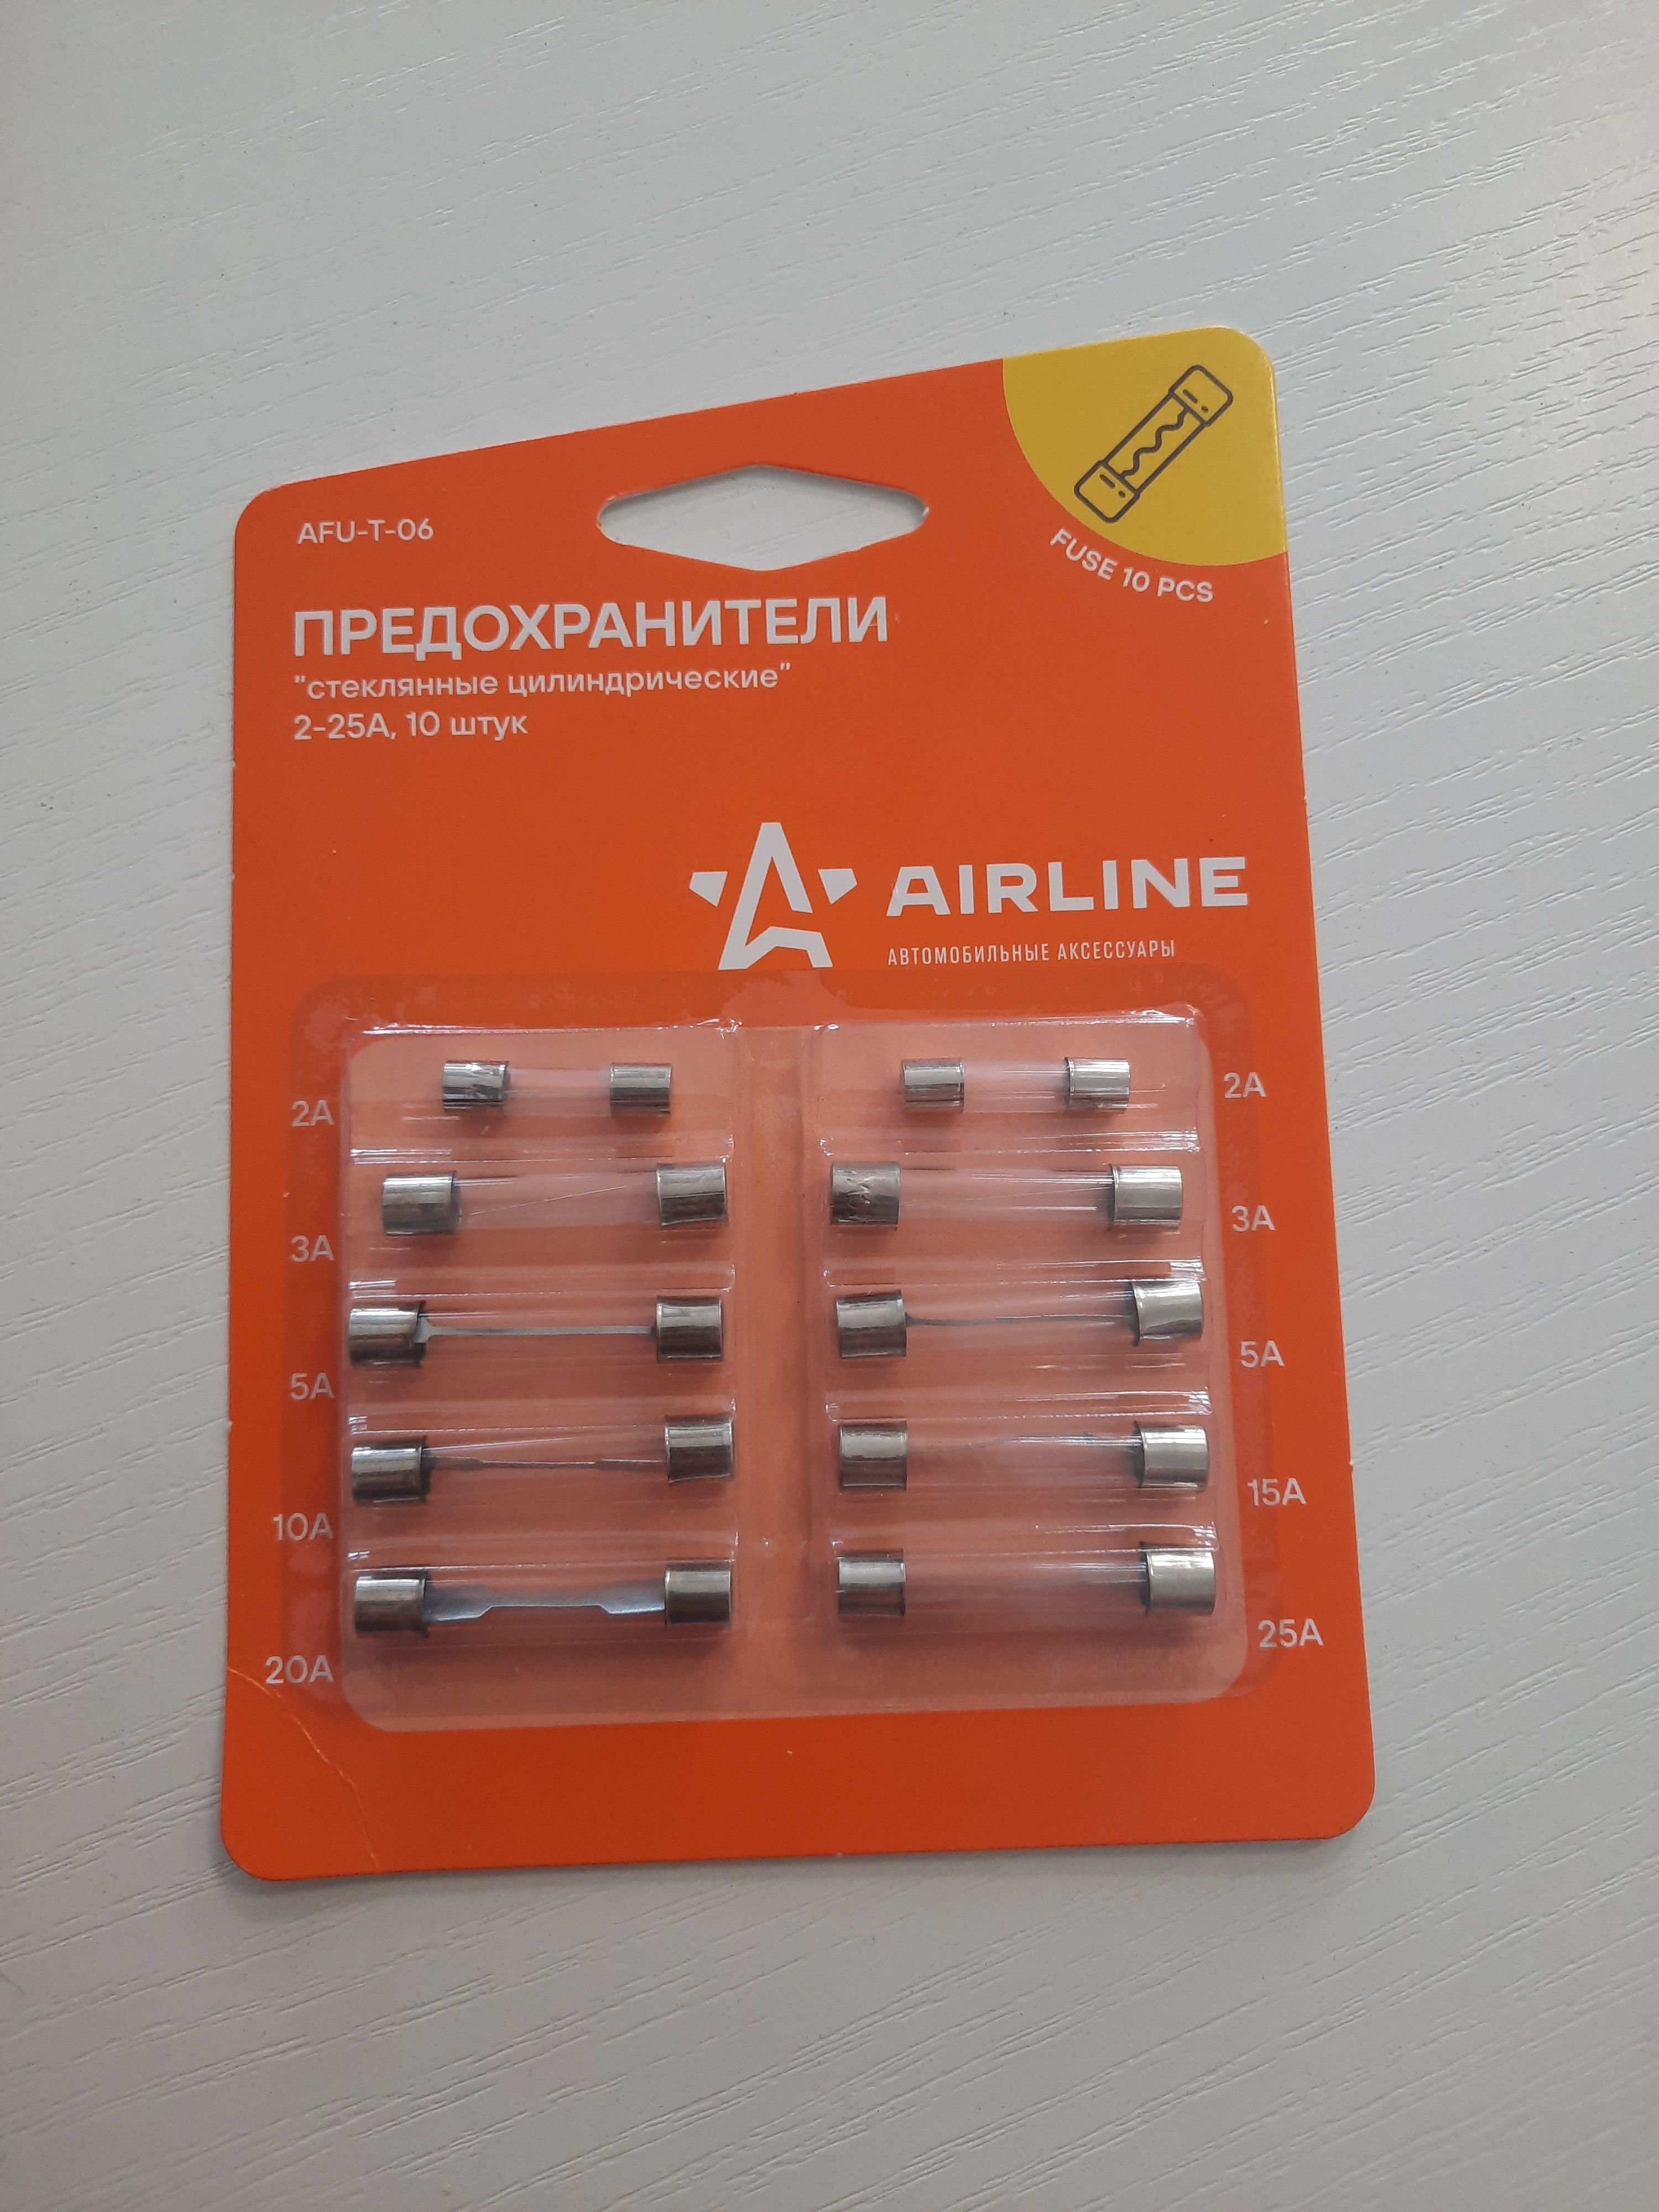 AFU-T-06
FUSE 10 PCS
ПРЕДОХРАНИТЕЛИ
"стеклянные цилиндрические"
2-25А, 10 штук
AIRLINE
АВТОМОБИЛЬНЫЕ АКСЕССУАРЫ
2A 2A
3A 3A
5A 5A
10A 15A
20A 25A